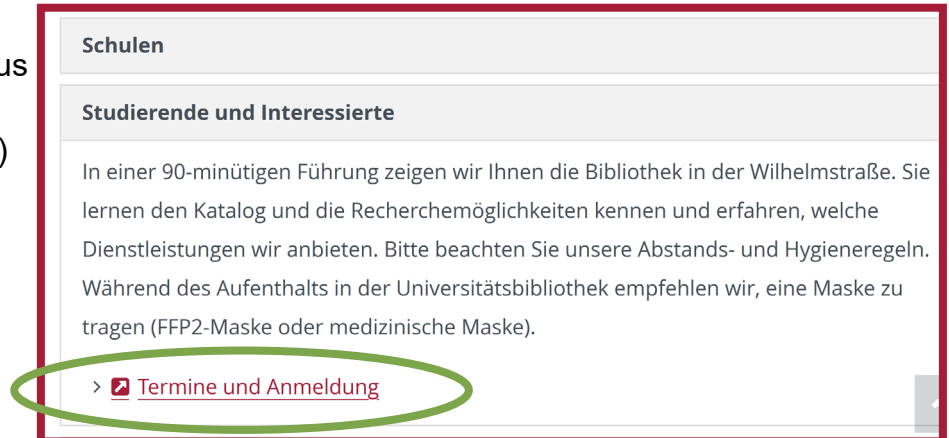 us
)
Schulen
Studierende und Interessierte
In einer 90-minütigen Führung zeigen wir Ihnen die Bibliothek in der Wilhelmstraße. Sie
lernen den Katalog und die Recherchemöglichkeiten kennen und erfahren, welche
Dienstleistungen wir anbieten. Bitte beachten Sie unsere Abstands- und Hygieneregeln.
Während des Aufenthalts in der Universitätsbibliothek empfehlen wir, eine Maske zu
tragen (FFP2-Maske oder medizinische Maske).
> Termine und Anmeldung